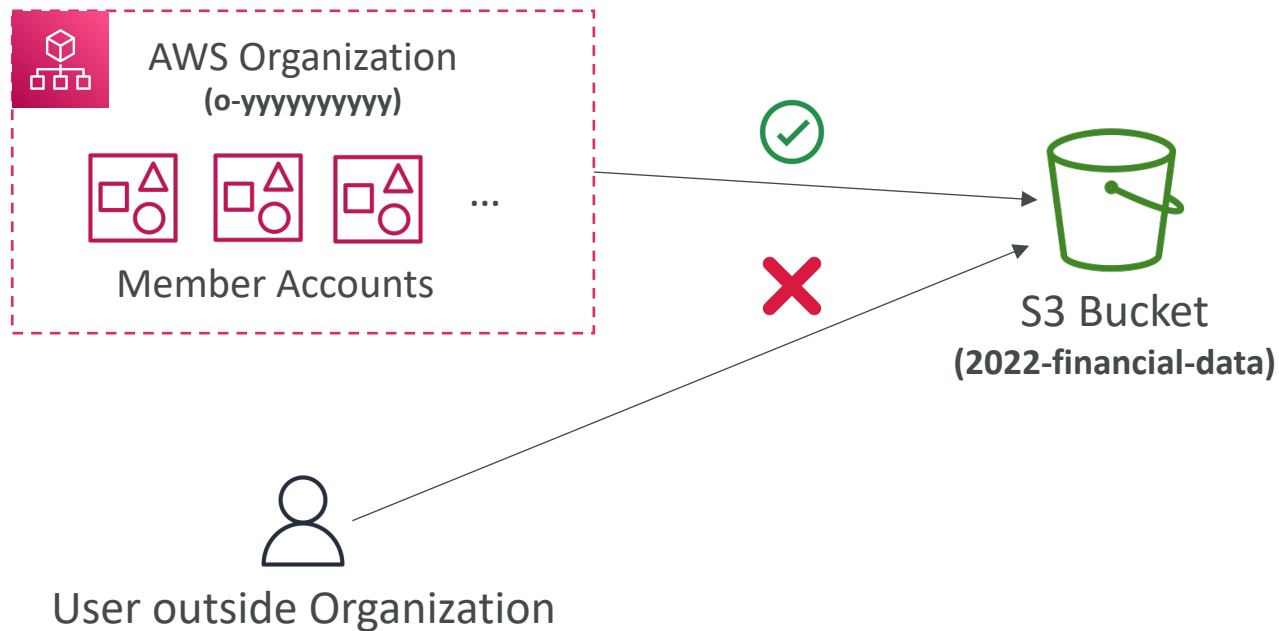 AWS Organization
(o-yyyyyyyyyy)
...
Member Accounts
S3 Bucket
(2022-financial-data)
User outside Organization